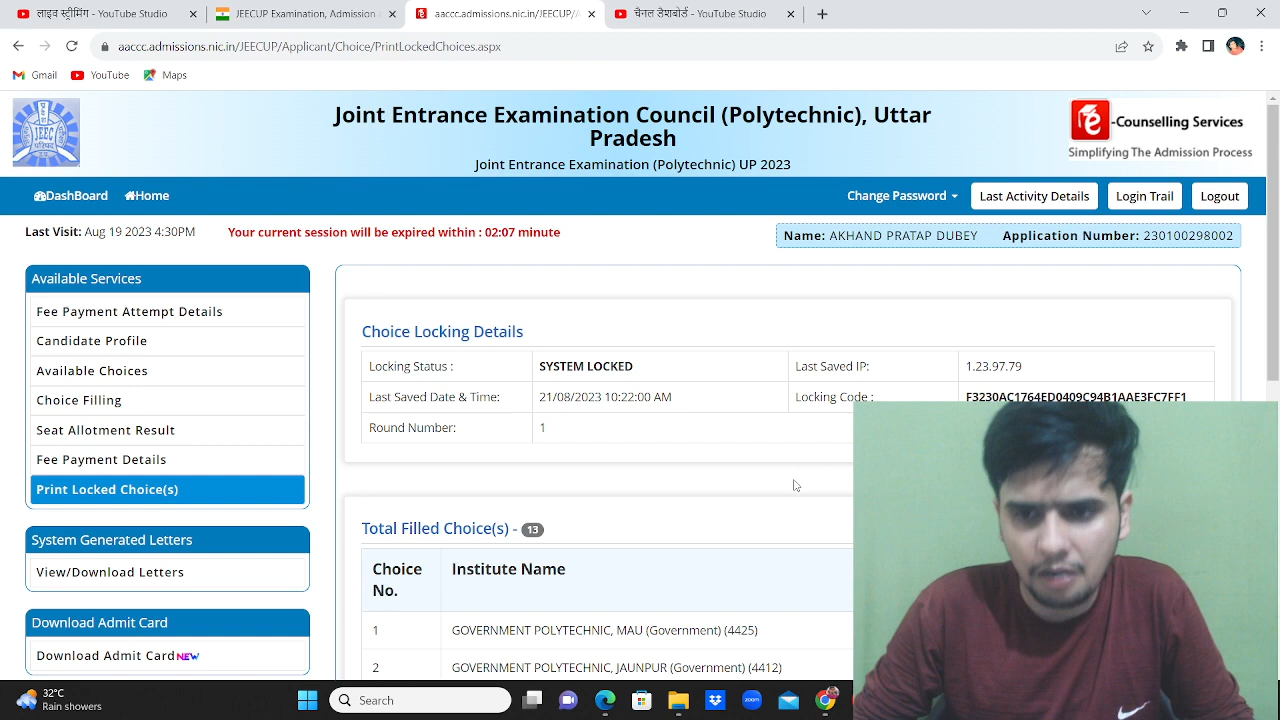 लाइव स्ट्रीमिंग - YouTube Studio
JEECUP Examination, Admission &
aaccc.admissions.nic.in/JEECUP/A
चैनल डैशबोर्ड - YouTube Studio
aaccc.admissions.nic.in/JEECUP/Applicant/Choice/PrintLockedChoices.aspx
Gmail YouTube Maps
Joint Entrance Examination Council (Polytechnic), Uttar
Pradesh
Joint Entrance Examination (Polytechnic) UP 2023
JEEC
-Counselling Services
Simplifying The Admission Process
DashBoard Home Change Password Last Activity Details Login Trail Logout
Last Visit: Aug 19 2023 4:30PM Your current session will be expired within : 02:07 minute Name: AKHAND PRATAP DUBEY Application Number: 230100298002
Available Services
Fee Payment Attempt Details
Candidate Profile
Available Choices
Choice Filling
Seat Allotment Result
Fee Payment Details
Print Locked Choice(s)
System Generated Letters
View/Download Letters
Download Admit Card
Download Admit Card NEW
Choice Locking Details
Locking Status : SYSTEM LOCKED Last Saved IP: 1.23.97.79
Last Saved Date & Time: 21/08/2023 10:22:00 AM Locking Code : F3230AC1764ED0409C94B1AAE3FC7FF1
Round Number: 1
Total Filled Choice(s) - 13
Choice No. Institute Name
1 GOVERNMENT POLYTECHNIC, MAU (Government) (4425)
2 GOVERNMENT POLYTECHNIC, JAUNPUR (Government) (4412)
32°C
Rain showers
Search
zoom